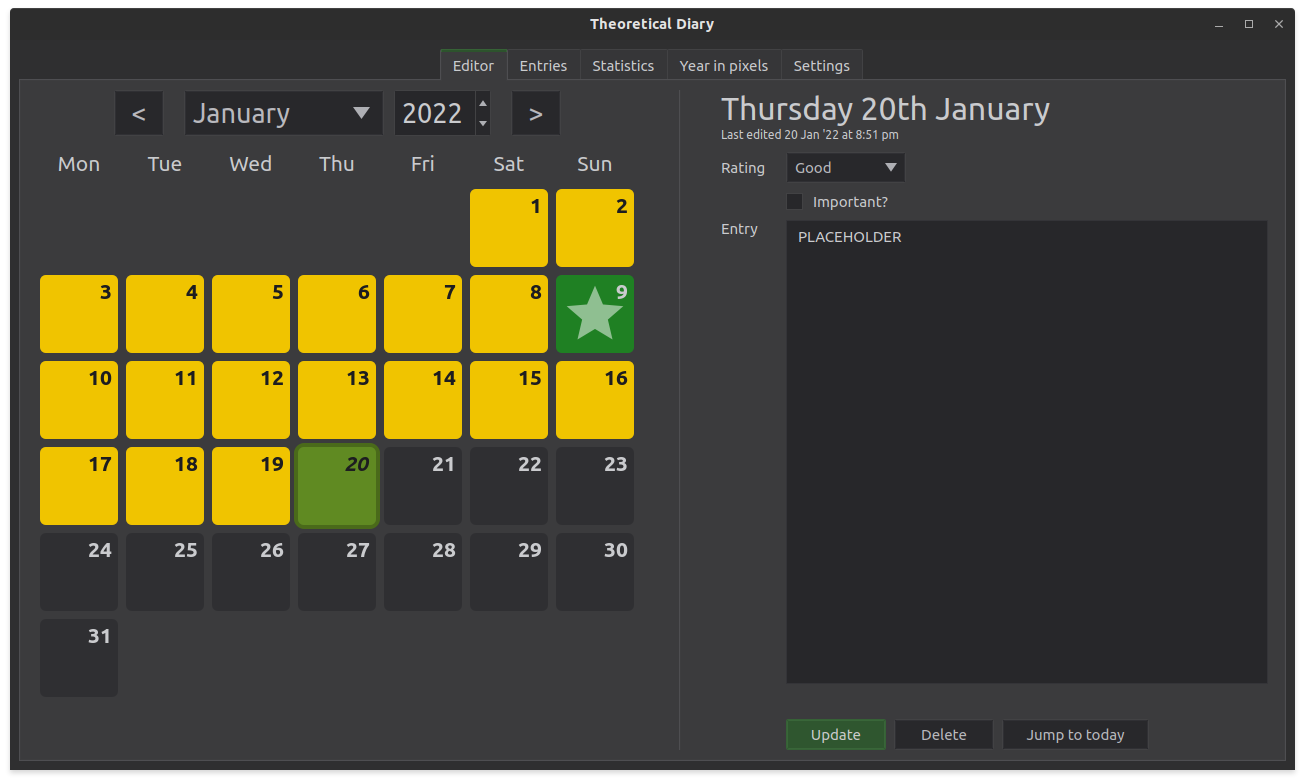 Theoretical Diary
Editor Entries Statistics Year in pixels Settings
< January 2022 >
Mon Tue Wed Thu Fri Sat Sun
1 2
3 4 5 6 7 8 9
10 11 12 13 14 15 16
17 18 19 20 21 22 23
24 25 26 27 28 29 30
31
Thursday 20th January
Last edited 20 Jan '22 at 8:51 pm
Rating Good
Important?
Entry PLACEHOLDER
Update Delete Jump to today